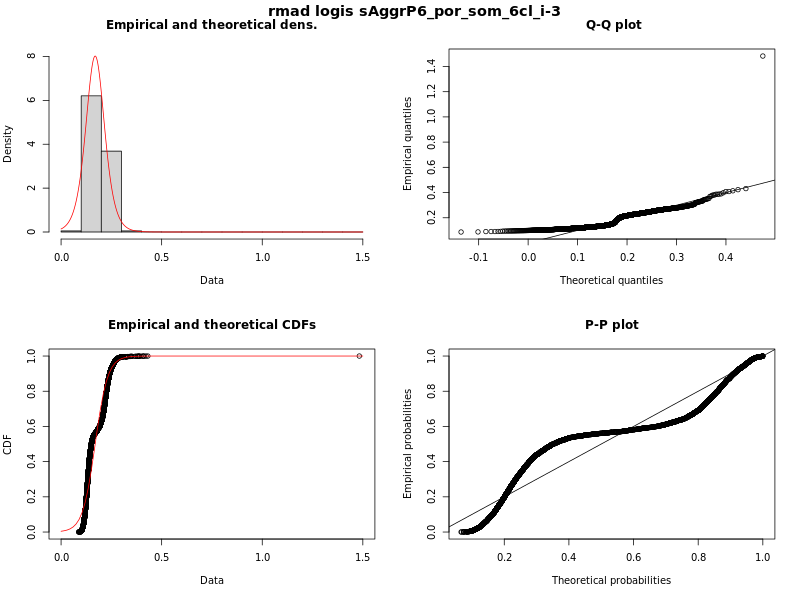 rmad logis sAggrP6_por_som_6cl_i-3
Empirical and theoretical dens.
Density
0 2 4 6 8
0.0 0.5 1.0 1.5
Data
Q-Q plot
Empirical quantiles
0.2 0.4 0.6 0.8 1.0 1.2 1.4
-0.1 0.0 0.1 0.2 0.3 0.4
Theoretical quantiles
Empirical and theoretical CDFs
CDF
0.0 0.2 0.4 0.6 0.8 1.0
0.0 0.5 1.0 1.5
Data
P-P plot
Empirical probabilities
0.0 0.2 0.4 0.6 0.8 1.0
0.2 0.4 0.6 0.8 1.0
Theoretical probabilities